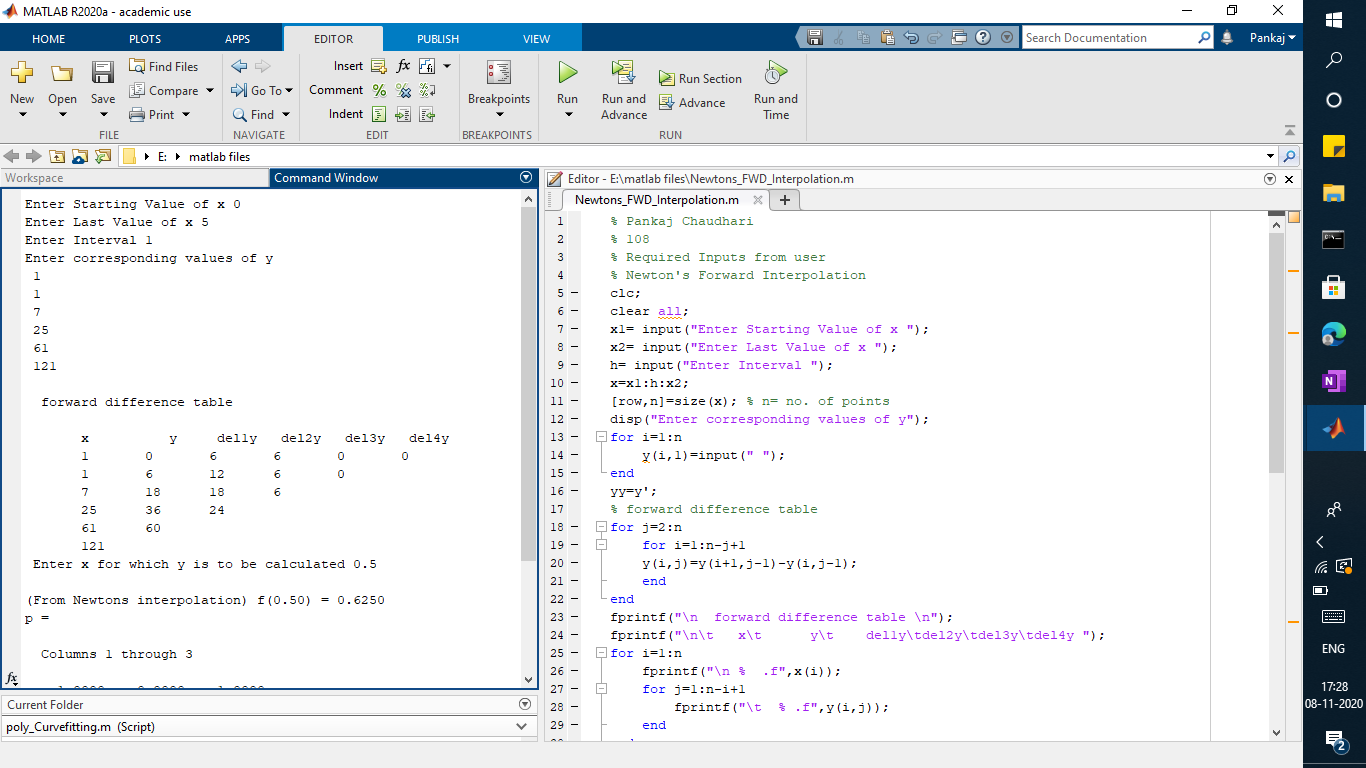 MATLAB R2020a - academic use
HOME PLOTS APPS EDITOR PUBLISH VIEW
Search Documentation
Pankaj
New Open Save
Find Files
Compare
Print
Go To
Find
Insert fx
Comment
Indent
Breakpoints
Run
Run and Advance
Run Section
Advance
Run and Time
FILE NAVIGATE EDIT BREAKPOINTS RUN
E: matlab files
Workspace
Command Window
Enter Starting Value of x 0
Enter Last Value of x 5
Enter Interval 1
Enter corresponding values of y
1
1
7
25
61
121
forward difference table
x y del1y del2y del3y del4y
1 0 6 6 0 0
1 6 12 6 0
7 18 18 6
25 36 24
61 60
121
Enter x for which y is to be calculated 0.5
(From Newtons interpolation) f(0.50) = 0.6250
p =
Columns 1 through 3
fx
Current Folder
poly_Curvefitting.m (Script)
Editor - E:\matlab files\Newtons_FWD_Interpolation.m
Newtons_FWD_Interpolation.m
1 % Pankaj Chaudhari
2 % 108
3 % Required Inputs from user
4 % Newton's Forward Interpolation
5 clc;
6 clear all;
7 x1= input("Enter Starting Value of x ");
8 x2= input("Enter Last Value of x ");
9 h= input("Enter Interval ");
10 x=x1:h:x2;
11 [row,n]=size(x); % n= no. of points
12 disp("Enter corresponding values of y");
13 for i=1:n
14 y(i,1)=input(" ");
15 end
16 yy=y';
17 % forward difference table
18 for j=2:n
19 for i=1:n-j+1
20 y(i,j)=y(i+1,j-1)-y(i,j-1);
21 end
22 end
23 fprintf("\n  forward difference table \n");
24 fprintf("\n\t   x\t      y\t    del1y\tdel2y\tdel3y\tdel4y ");
25 for i=1:n
26 fprintf("\n %  .f",x(i));
27 for j=1:n-i+1
28 fprintf("\t  % .f",y(i,j));
29 end
ENG
17:28
08-11-2020
2